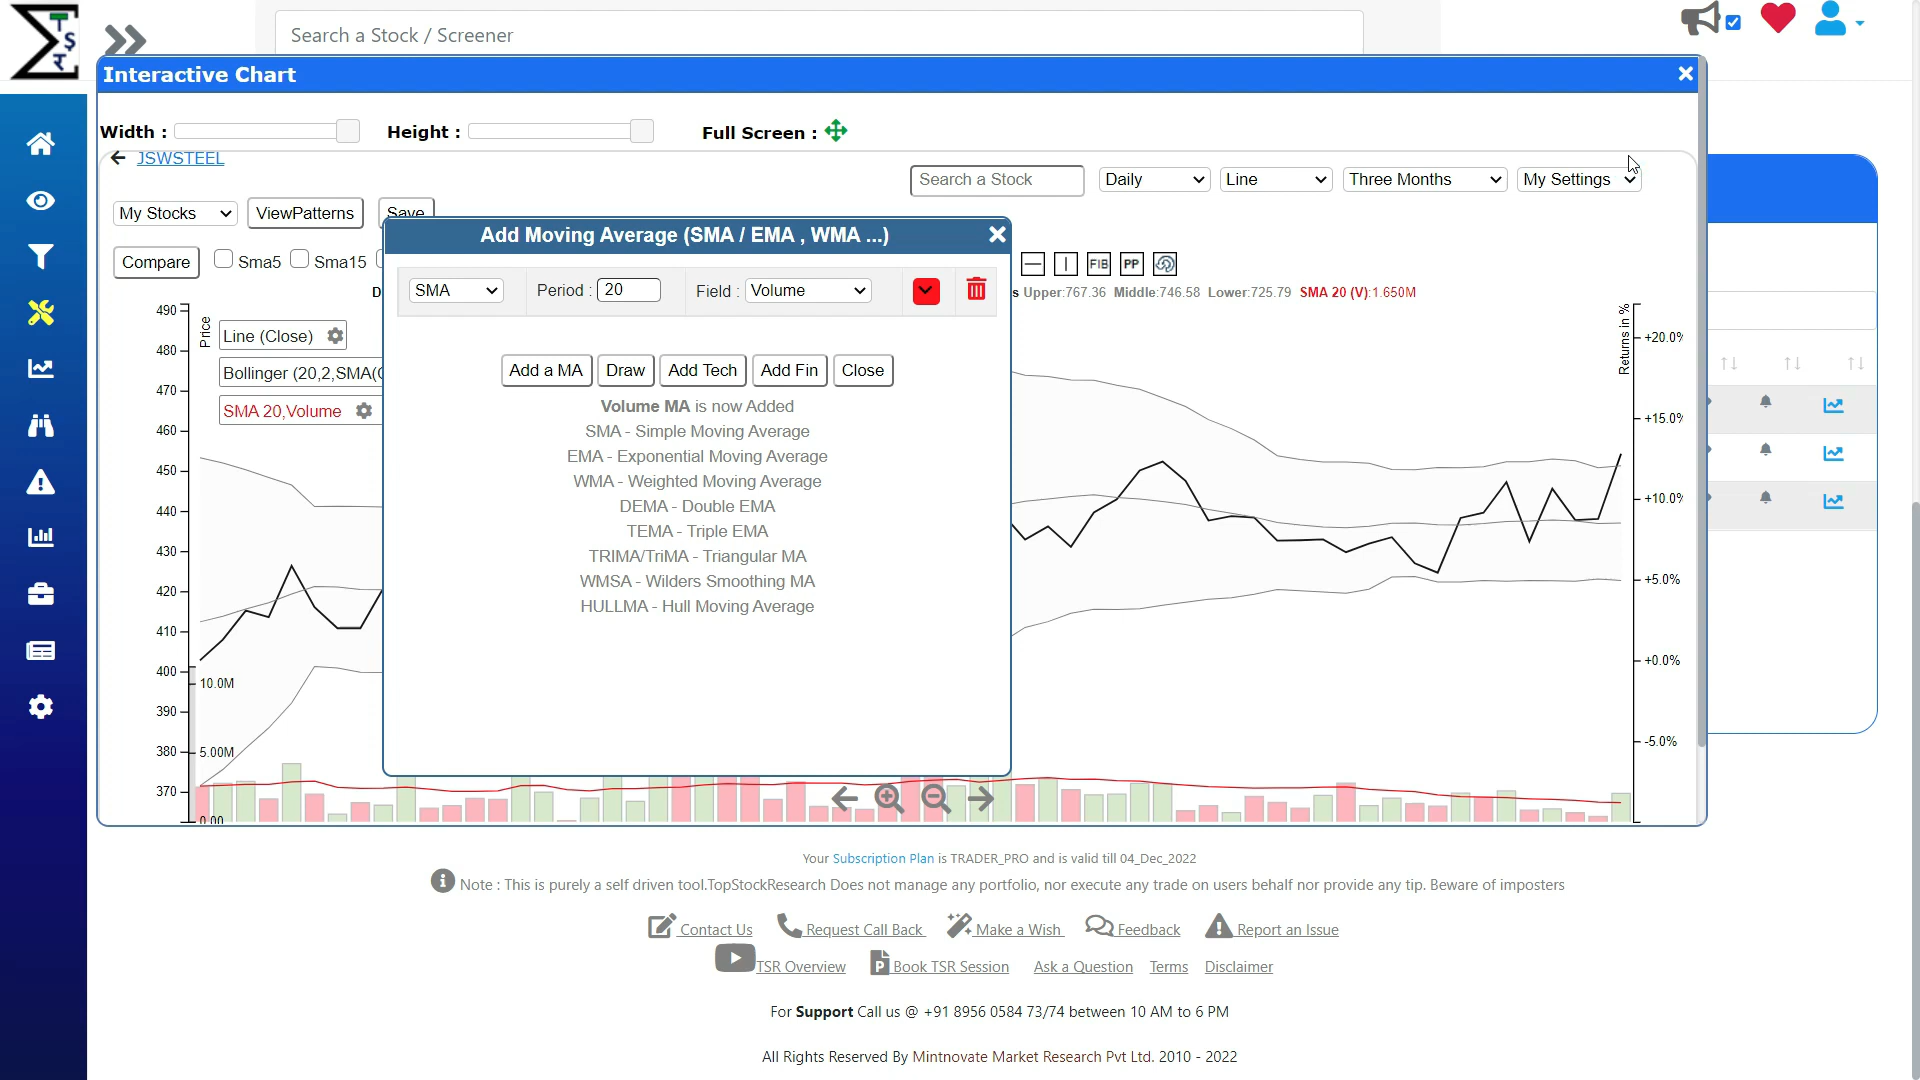 T$₹
Search a Stock / Screener
Interactive Chart
Width :
Height :
Full Screen :
JSWSTEEL
Search a Stock
Daily
Line
Three Months
My Settings
My Stocks
ViewPatterns
Save
Add Moving Average (SMA / EMA , WMA ...)
Compare
Sma5
Sma15
FIB
PP
SMA
Period :
20
Field :
Volume
D
s Upper:767.36 Middle:746.58 Lower:725.79 SMA 20 (V):1.650M
Price
Line (Close)
Bollinger (20,2,SMA(
SMA 20,Volume
Add a MA
Draw
Add Tech
Add Fin
Close
Volume MA is now Added
SMA - Simple Moving Average
EMA - Exponential Moving Average
WMA - Weighted Moving Average
DEMA - Double EMA
TEMA - Triple EMA
TRIMA/TriMA - Triangular MA
WMSA - Wilders Smoothing MA
HULLMA - Hull Moving Average
490
480
470
460
450
440
430
420
410
400
390
380
370
10.0M
5.00M
0.00
Returns in %
+20.0%
+15.0%
+10.0%
+5.0%
+0.0%
-5.0%
Your Subscription Plan is TRADER_PRO and is valid till 04_Dec_2022
Note : This is purely a self driven tool.TopStockResearch Does not manage any portfolio, nor execute any trade on users behalf nor provide any tip. Beware of imposters
Contact Us
Request Call Back
Make a Wish
Feedback
Report an Issue
TSR Overview
Book TSR Session
Ask a Question
Terms
Disclaimer
For Support Call us @ +91 8956 0584 73/74 between 10 AM to 6 PM
All Rights Reserved By Mintnovate Market Research Pvt Ltd. 2010 - 2022